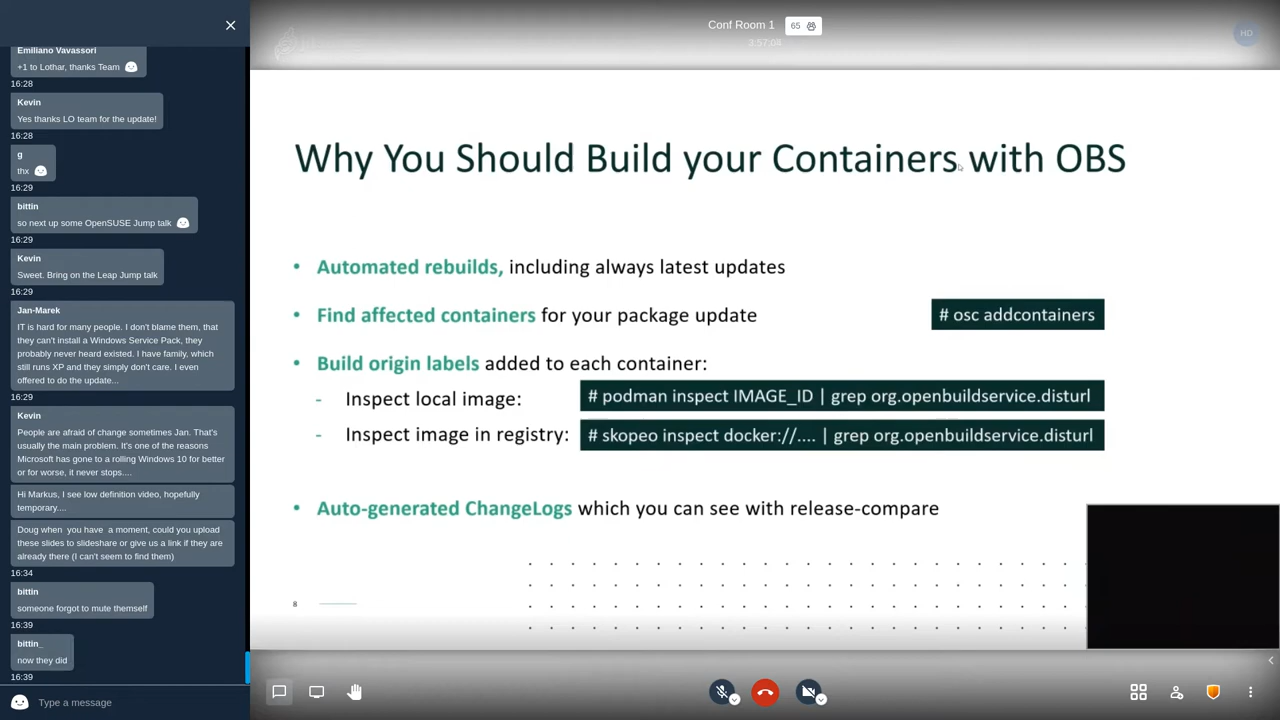 Emiliano Vavassori
+1 to Lothar, thanks Team
16:28
Kevin
Yes thanks LO team for the update!
16:28
g
thx
16:29
bittin
so next up some OpenSUSE Jump talk
16:29
Kevin
Sweet. Bring on the Leap Jump talk
16:29
Jan-Marek
IT is hard for many people. I don't blame them, that
they can't install a Windows Service Pack, they
probably never heard existed. I have family, which
still runs XP and they simply don't care. I even
offered to do the update...
16:29
Kevin
People are afraid of change sometimes Jan. That's
usually the main problem. It's one of the reasons
Microsoft has gone to a rolling Windows 10 for better
or for worse, it never stops....
Hi Markus, I see low definition video, hopefully
temporary....
Doug when you have a moment, could you upload
these slides to slideshare or give us a link if they are
already there (I can't seem to find them)
16:34
bittin
someone forgot to mute themself
16:39
bittin_
now they did
16:39
Type a message
Conf Room 1
65
3:57:04
HD
Why You Should Build your Containers with OBS
• Automated rebuilds, including always latest updates
• Find affected containers for your package update
# osc addcontainers
• Build origin labels added to each container:
- Inspect local image:
# podman inspect IMAGE_ID | grep org.openbuildservice.disturl
- Inspect image in registry:
# skopeo inspect docker://.... | grep org.openbuildservice.disturl
• Auto-generated ChangeLogs which you can see with release-compare
8